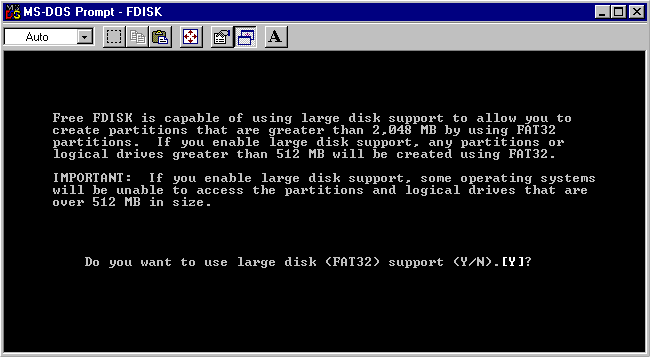 MS-DOS Prompt - FDISK
Auto
A
Free FDISK is capable of using large disk support to allow you to
create partitions that are greater than 2,048 MB by using FAT32
partitions.  If you enable large disk support, any partitions or
logical drives greater than 512 MB will be created using FAT32.
IMPORTANT:  If you enable large disk support, some operating systems
will be unable to access the partitions and logical drives that are
over 512 MB in size.
Do you want to use large disk (FAT32) support (Y/N).[Y]?